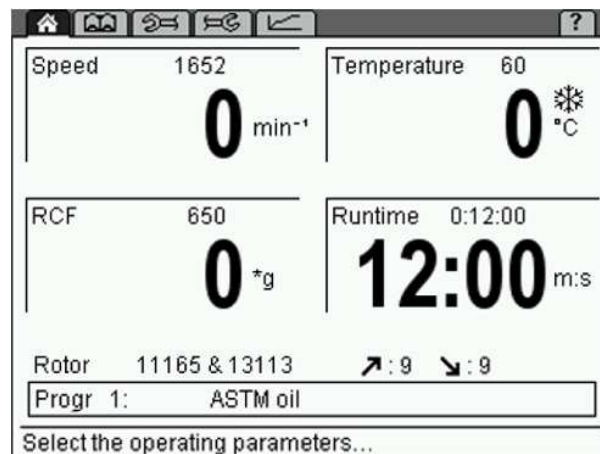 ?
Speed 1652
0 min⁻¹
Temperature 60
0 °C
RCF 650
0 *g
Runtime 0:12:00
12:00 m:s
Rotor 11165 & 13113 : 9 : 9
Progr 1: ASTM oil
Select the operating parameters...